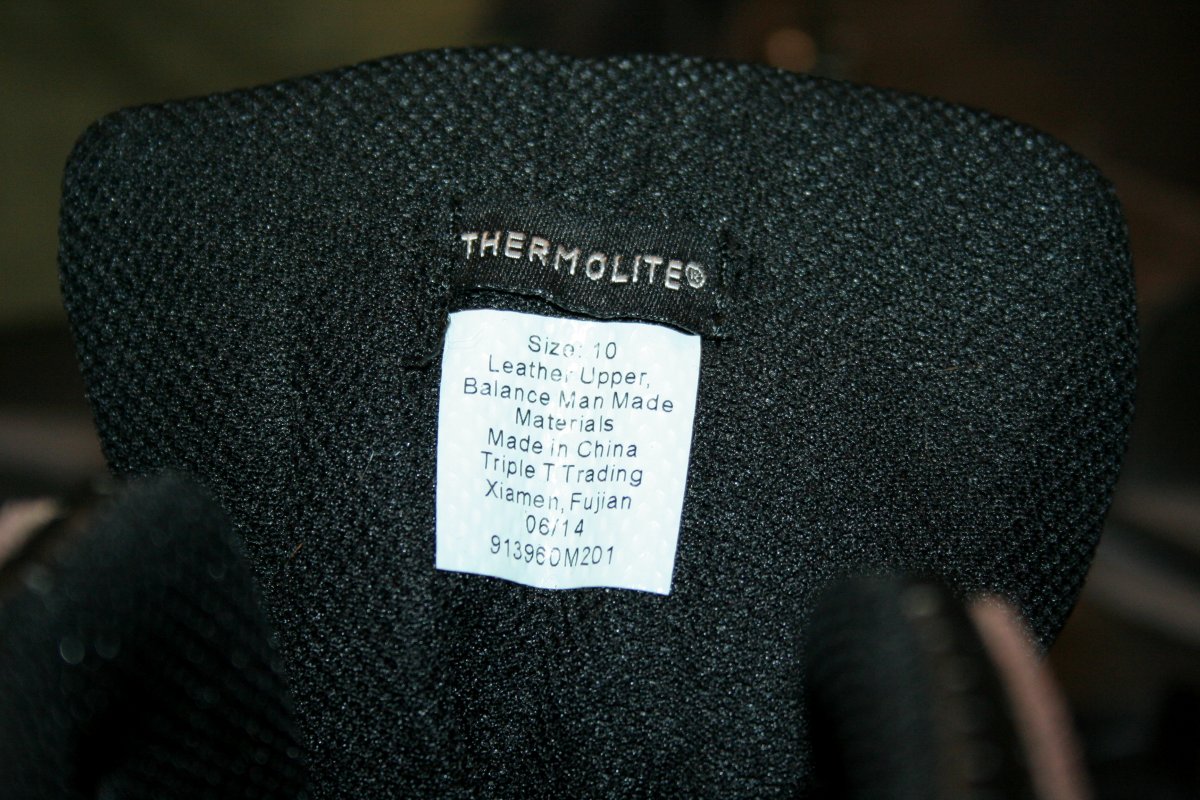 THERMOLITE®
Size: 10
Leather Upper,
Balance Man Made
Materials
Made in China
Triple T Trading
Xiamen, Fujian
06/14
913960M201